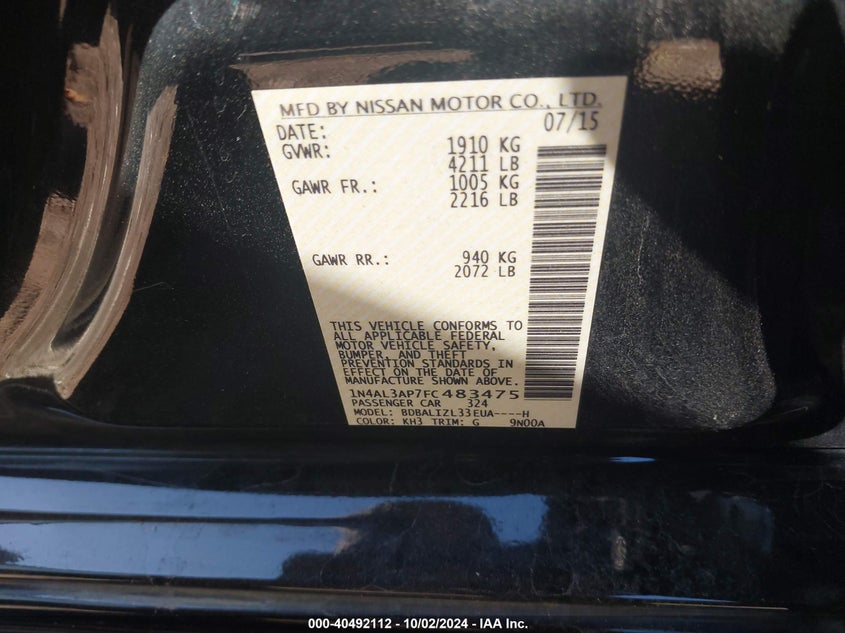 MFD BY NISSAN MOTOR CO., LTD.
DATE: 07/15
GVWR: 1910 KG
4211 LB
GAWR FR.: 1005 KG
2216 LB
GAWR RR.: 940 KG
2072 LB
THIS VEHICLE CONFORMS TO
ALL APPLICABLE FEDERAL
MOTOR VEHICLE SAFETY,
BUMPER, AND THEFT
PREVENTION STANDARDS IN
EFFECT ON THE DATE OF
MANUFACTURE SHOWN ABOVE.
1N4AL3AP7FC483475
PASSENGER CAR 324
MODEL: BDBALIZL33EUA----H
COLOR: KH3 TRIM: G 9N00A
000-40492112 - 10/02/2024 - IAA Inc.